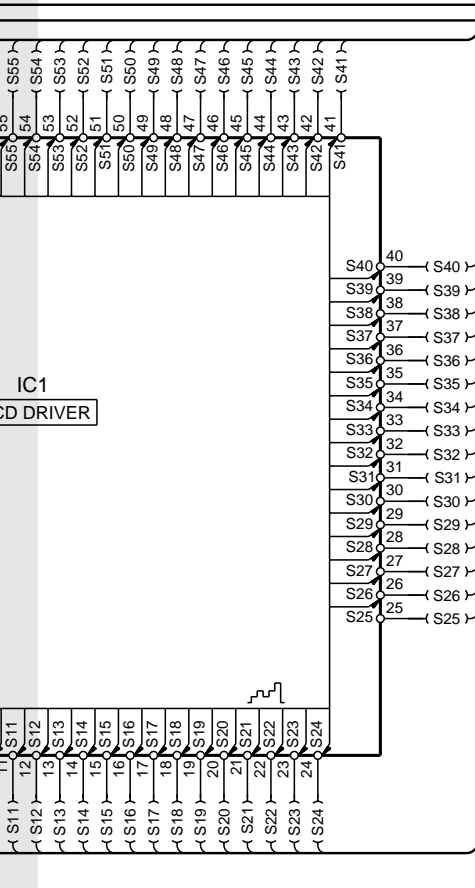 S55 S54 S53 S52 S51 S50 S49 S48 S47 S46 S45 S44 S43 S42 S41
55 54 53 52 51 50 49 48 47 46 45 44 43 42 41
S55 S54 S53 S52 S51 S50 S49 S48 S47 S46 S45 S44 S43 S42 S41
S40 40 S40
S39 39 S39
S38 38 S38
S37 37 S37
S36 36 S36
S35 35 S35
S34 34 S34
S33 33 S33
S32 32 S32
S31 31 S31
S30 30 S30
S29 29 S29
S28 28 S28
S27 27 S27
S26 26 S26
S25 25 S25
IC1
CD DRIVER
S11 S12 S13 S14 S15 S16 S17 S18 S19 S20 S21 S22 S23 S24
11 12 13 14 15 16 17 18 19 20 21 22 23 24
S11 S12 S13 S14 S15 S16 S17 S18 S19 S20 S21 S22 S23 S24